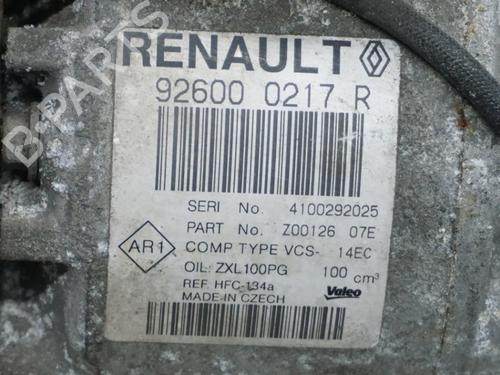 RENAULT
92600 0217 R
SERI No. 4100292025
PART No. Z00126 07E
AR1 COMP TYPE VCS- 14EC
OIL: ZXL100PG 100 cm³
REF. HFC-134a
MADE IN CZECH Valeo